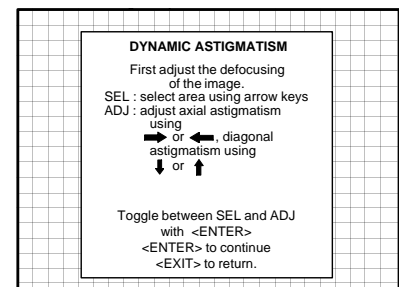 DYNAMIC ASTIGMATISM
First adjust the defocusing
of the image.
SEL : select area using arrow keys
ADJ : adjust axial astigmatism
using
or , diagonal
astigmatism using
or
Toggle between SEL and ADJ
with <ENTER>
<ENTER> to continue
<EXIT> to return.